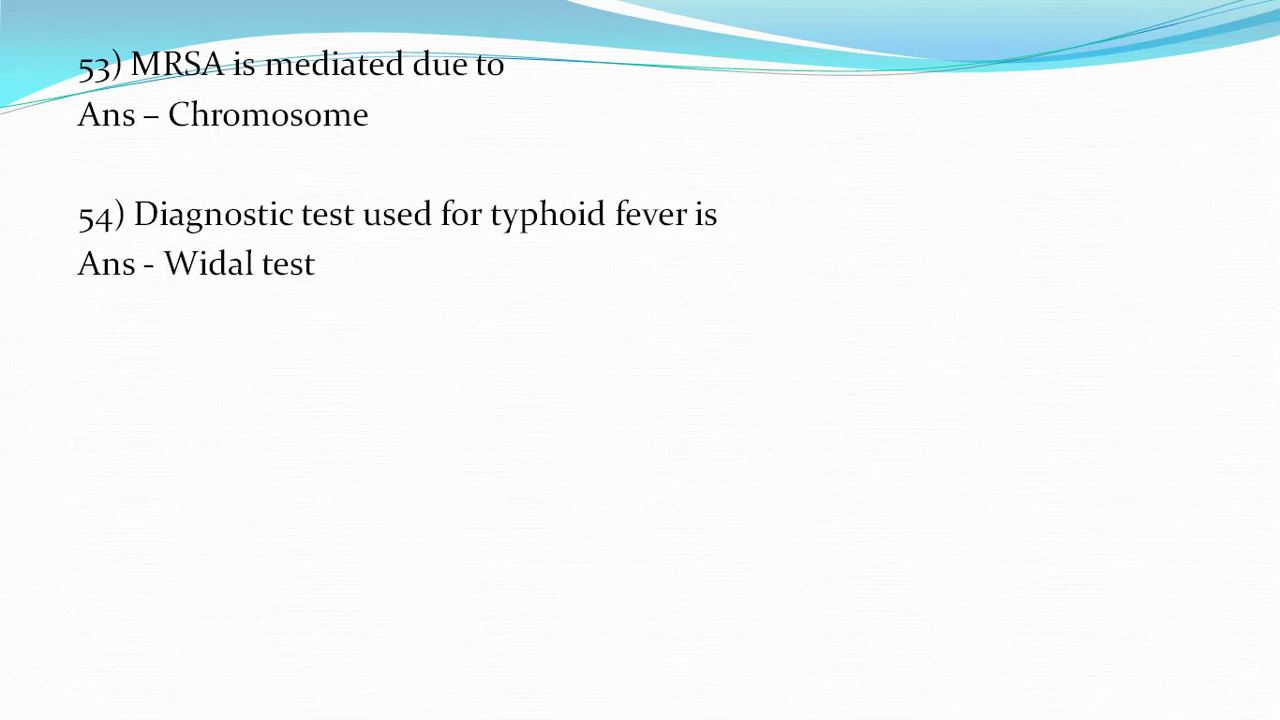 53) MRSA is mediated due to
Ans – Chromosome
54) Diagnostic test used for typhoid fever is
Ans - Widal test